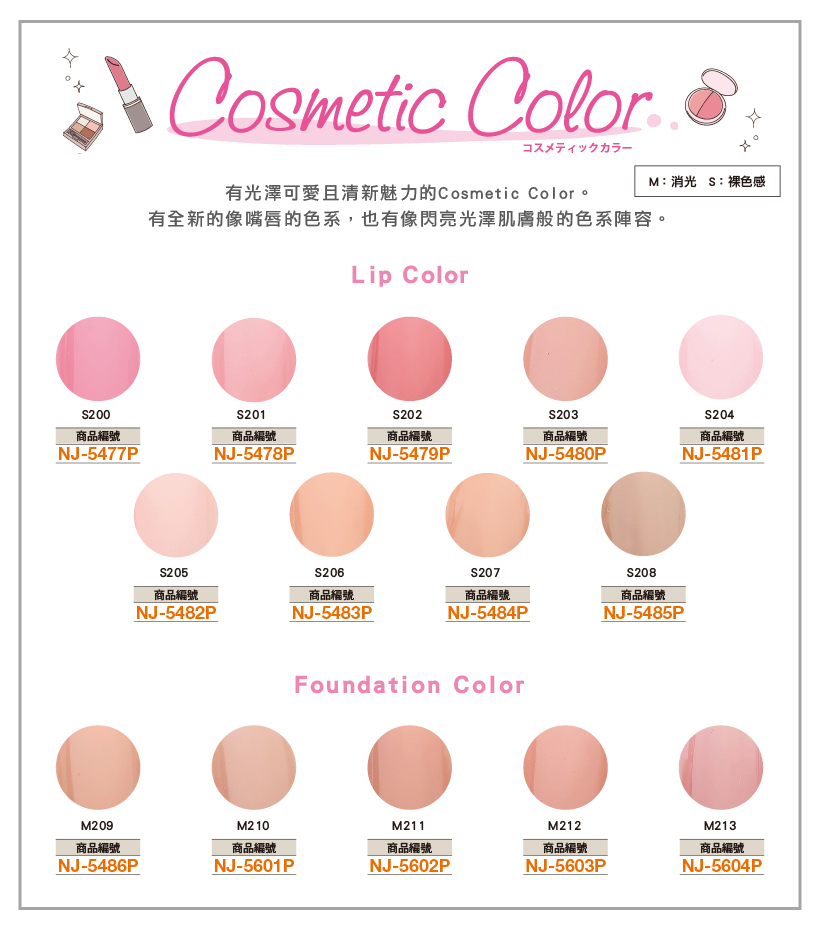 Cosmetic Color
コスメティックカラー
M：消光　S：裸色感
有光澤可愛且清新魅力的Cosmetic Color。
有全新的像嘴唇的色系，也有像閃亮光澤肌膚般的色系陣容。
Lip Color
S200 S201 S202 S203 S204
商品編號 商品編號 商品編號 商品編號 商品編號
NJ-5477P NJ-5478P NJ-5479P NJ-5480P NJ-5481P
S205 S206 S207 S208
商品編號 商品編號 商品編號 商品編號
NJ-5482P NJ-5483P NJ-5484P NJ-5485P
Foundation Color
M209 M210 M211 M212 M213
商品編號 商品編號 商品編號 商品編號 商品編號
NJ-5486P NJ-5601P NJ-5602P NJ-5603P NJ-5604P